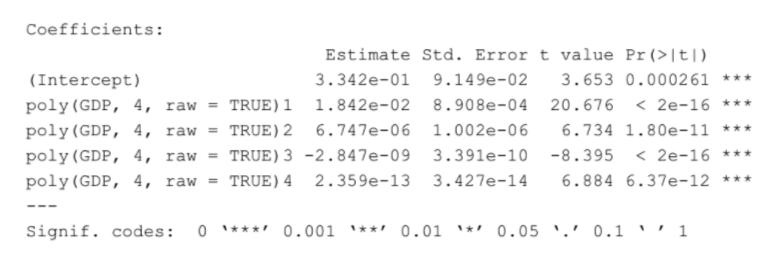 Coefficients:
Estimate Std. Error t value Pr(>|t|)
(Intercept) 3.342e-01 9.149e-02 3.653 0.000261 ***
poly(GDP, 4, raw = TRUE)1 1.842e-02 8.908e-04 20.676 < 2e-16 ***
poly(GDP, 4, raw = TRUE)2 6.747e-06 1.002e-06 6.734 1.80e-11 ***
poly(GDP, 4, raw = TRUE)3 -2.847e-09 3.391e-10 -8.395 < 2e-16 ***
poly(GDP, 4, raw = TRUE)4 2.359e-13 3.427e-14 6.884 6.37e-12 ***
---
Signif. codes: 0 ‘***’ 0.001 ‘**’ 0.01 ‘*’ 0.05 ‘.’ 0.1 ‘ ’ 1